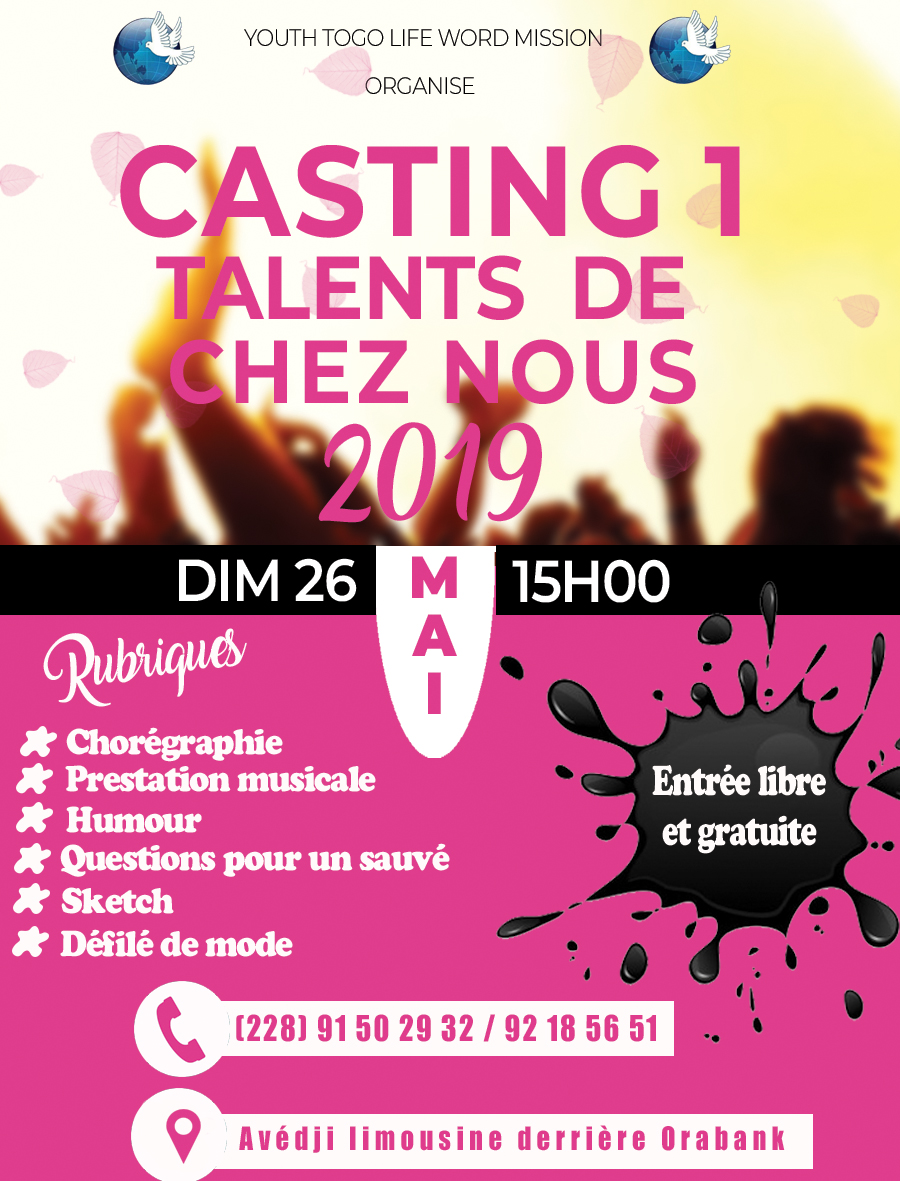 YOUTH TOGO LIFE WORD MISSION
ORGANISE
CASTING 1
TALENTS DE
CHEZ NOUS
2019
DIM 26 MAI 15H00
Rubriques
Chorégraphie
Prestation musicale
Humour
Questions pour un sauvé
Sketch
Défilé de mode
Entrée libre
et gratuite
(228) 91 50 29 32 / 92 18 56 51
Avédji limousine derrière Orabank